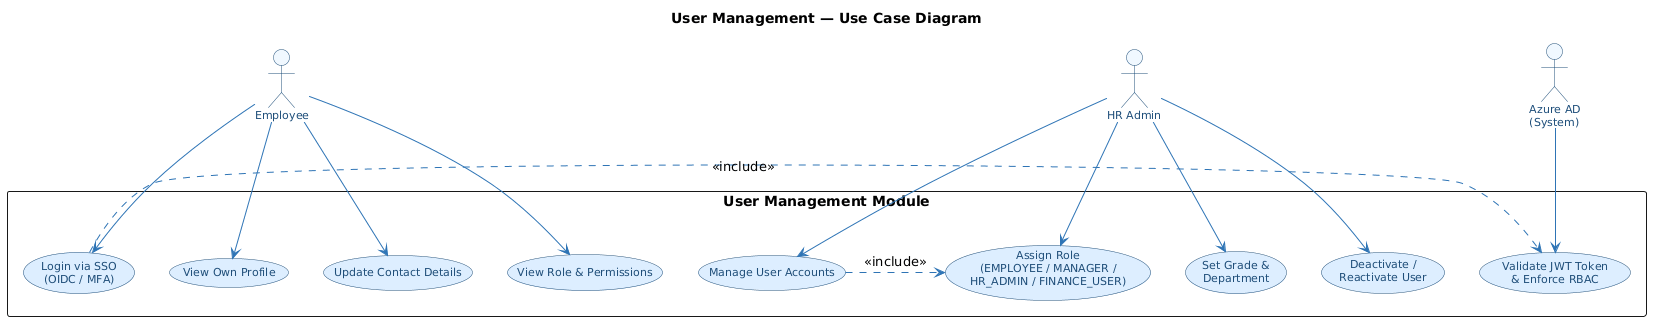 User Management — Use Case Diagram
Employee
HR Admin
Azure AD
(System)
«include»
User Management Module
Login via SSO
(OIDC / MFA)
View Own Profile
Update Contact Details
View Role & Permissions
Manage User Accounts
«include»
Assign Role
(EMPLOYEE / MANAGER /
HR_ADMIN / FINANCE_USER)
Set Grade &
Department
Deactivate /
Reactivate User
Validate JWT Token
& Enforce RBAC